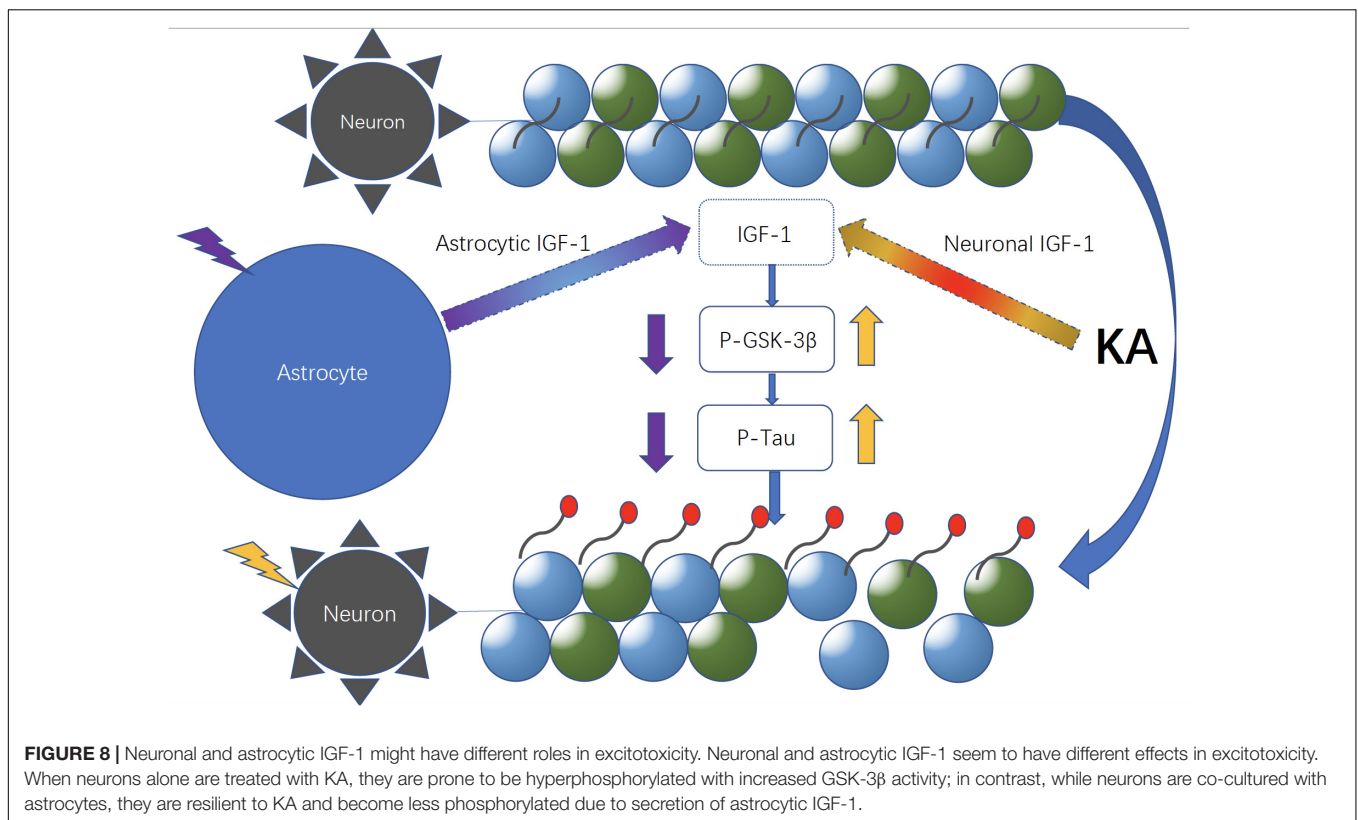 Neuron
Astrocytic IGF-1
IGF-1
Neuronal IGF-1
P-GSK-3β
KA
Astrocyte
P-Tau
Neuron
FIGURE 8 | Neuronal and astrocytic IGF-1 might have different roles in excitotoxicity. Neuronal and astrocytic IGF-1 seem to have different effects in excitotoxicity.
When neurons alone are treated with KA, they are prone to be hyperphosphorylated with increased GSK-3β activity; in contrast, while neurons are co-cultured with
astrocytes, they are resilient to KA and become less phosphorylated due to secretion of astrocytic IGF-1.